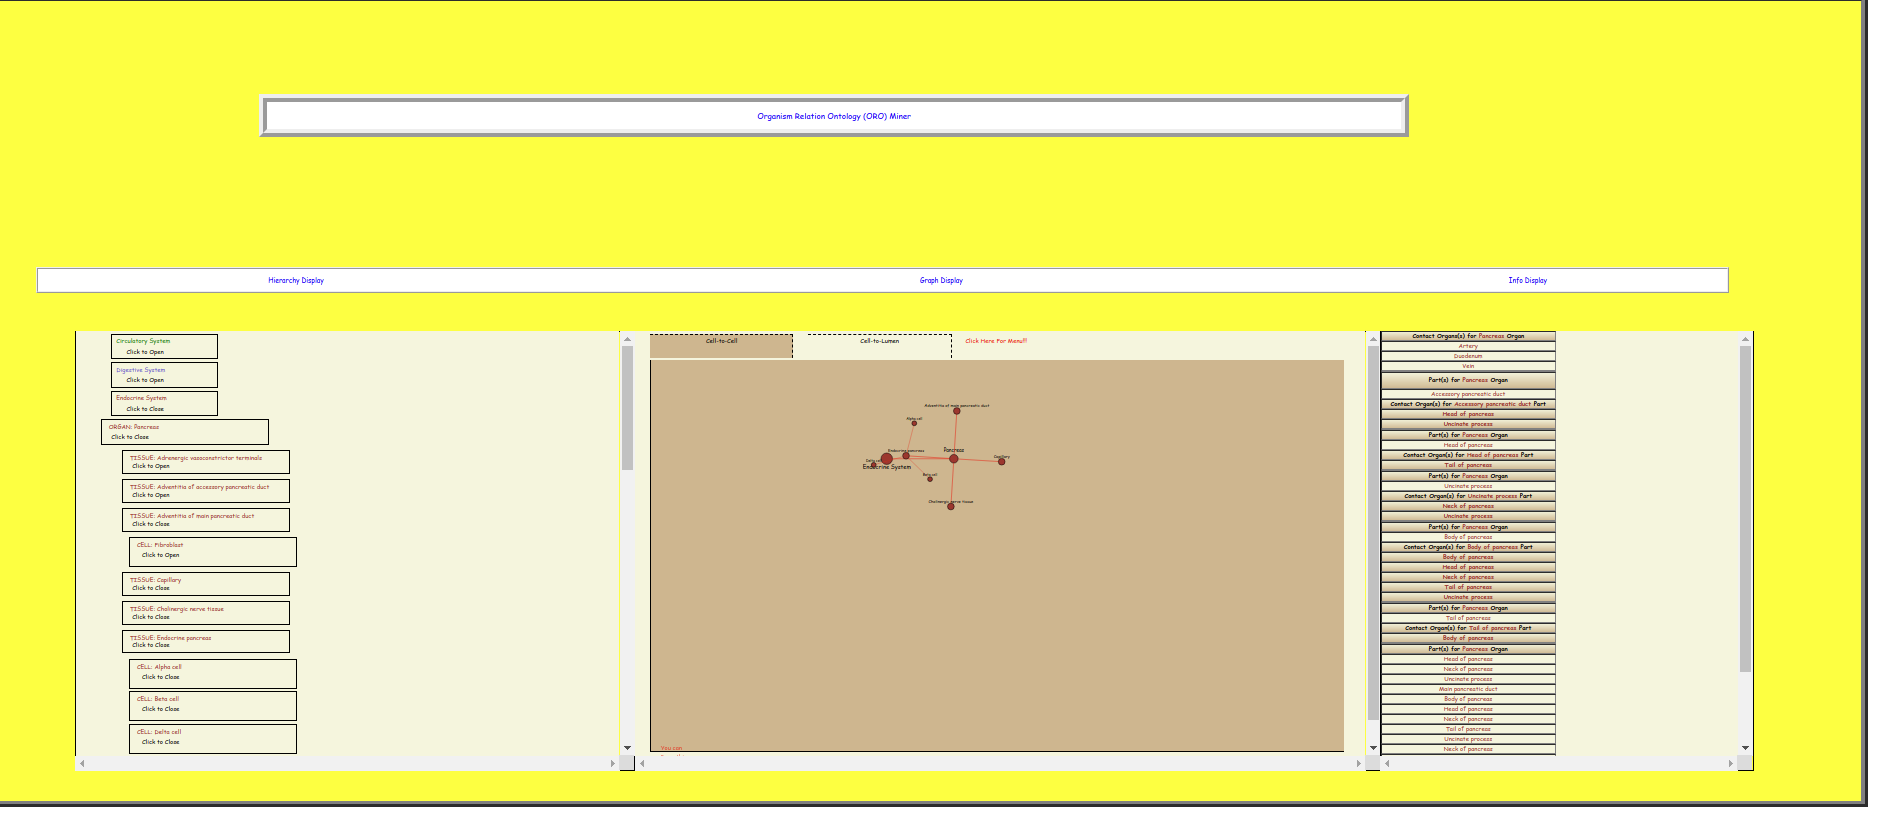 Organism Relation Ontology (ORO) Miner
Hierarchy Display
Graph Display
Info Display
Circulatory System
Click to Open
Digestive System
Click to Open
Endocrine System
Click to Close
ORGAN: Pancreas
Click to Close
TISSUE: Adrenergic vasoconstrictor terminals
Click to Open
TISSUE: Adventitia of accessory pancreatic duct
Click to Open
TISSUE: Adventitia of main pancreatic duct
Click to Close
CELL: Fibroblast
Click to Open
TISSUE: Capillary
Click to Close
TISSUE: Cholinergic nerve tissue
Click to Close
TISSUE: Endocrine pancreas
Click to Close
CELL: Alpha cell
Click to Close
CELL: Beta cell
Click to Close
CELL: Delta cell
Click to Close
Cell-to-Cell
Cell-to-Lumen
Click Here For Menu!!!
Adventitia of main pancreatic duct
Alpha cell
Endocrine pancreas
Pancreas
Capillary
Delta cell
Endocrine System
Beta cell
Cholinergic nerve tissue
You can
Contact Organs(s) for Pancreas Organ
Artery
Duodenum
Vein
Part(s) for Pancreas Organ
Accessory pancreatic duct
Contact Organ(s) for Accessory pancreatic duct Part
Head of pancreas
Uncinate process
Part(s) for Pancreas Organ
Head of pancreas
Contact Organ(s) for Head of pancreas Part
Tail of pancreas
Part(s) for Pancreas Organ
Uncinate process
Contact Organ(s) for Uncinate process Part
Neck of pancreas
Uncinate process
Part(s) for Pancreas Organ
Body of pancreas
Contact Organ(s) for Body of pancreas Part
Body of pancreas
Head of pancreas
Neck of pancreas
Tail of pancreas
Uncinate process
Part(s) for Pancreas Organ
Tail of pancreas
Contact Organ(s) for Tail of pancreas Part
Body of pancreas
Part(s) for Pancreas Organ
Head of pancreas
Neck of pancreas
Uncinate process
Main pancreatic duct
Body of pancreas
Head of pancreas
Neck of pancreas
Tail of pancreas
Uncinate process
Neck of pancreas